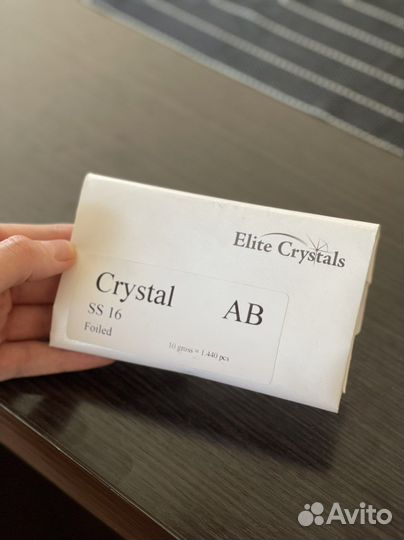 Elite Crystals
Crystal AB
SS 16
Foiled
10 gross = 1.440 pcs
Avito